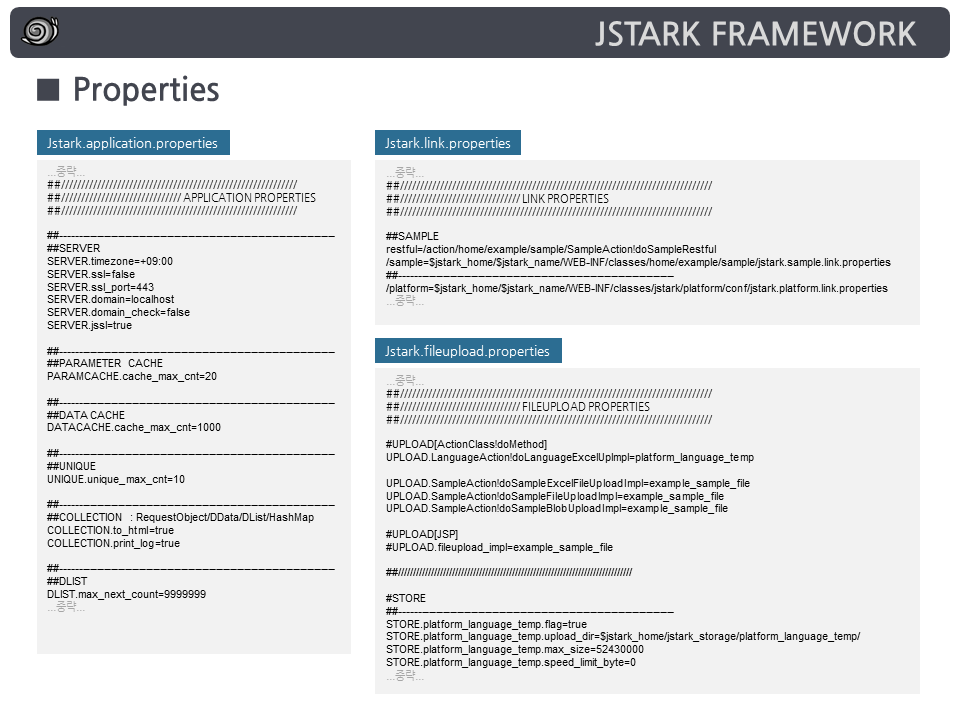 JSTARK FRAMEWORK
■ Properties
Jstark.application.properties
...중략...
##///////////////////////////////////////////////////////////////
##//////////////////////////////// APPLICATION PROPERTIES
##///////////////////////////////////////////////////////////////
##------------------------------------------------
##SERVER
SERVER.timezone=+09:00
SERVER.ssl=false
SERVER.ssl_port=443
SERVER.domain=localhost
SERVER.domain_check=false
SERVER.jssl=true
##------------------------------------------------
##PARAMETER CACHE
PARAMCACHE.cache_max_cnt=20
##------------------------------------------------
##DATA CACHE
DATACACHE.cache_max_cnt=1000
##------------------------------------------------
##UNIQUE
UNIQUE.unique_max_cnt=10
##------------------------------------------------
##COLLECTION : RequestObject/DData/DList/HashMap
COLLECTION.to_html=true
COLLECTION.print_log=true
##------------------------------------------------
##DLIST
DLIST.max_next_count=9999999
...중략...
Jstark.link.properties
...중략...
##///////////////////////////////////////////////////////////////////////////////////
##//////////////////////////////// LINK PROPERTIES
##///////////////////////////////////////////////////////////////////////////////////
##SAMPLE
restful=/action/home/example/sample/SampleAction!doSampleRestful
/sample=$jstark_home/$jstark_name/WEB-INF/classes/home/example/sample/jstark.sample.link.properties
##------------------------------------------------
/platform=$jstark_home/$jstark_name/WEB-INF/classes/jstark/platform/conf/jstark.platform.link.properties
...중략...
Jstark.fileupload.properties
...중략...
##///////////////////////////////////////////////////////////////////////////////////
##//////////////////////////////// FILEUPLOAD PROPERTIES
##///////////////////////////////////////////////////////////////////////////////////
#UPLOAD[ActionClass!doMethod]
UPLOAD.LanguageAction!doLanguageExcelUpImpl=platform_language_temp
UPLOAD.SampleAction!doSampleExcelFileUploadImpl=example_sample_file
UPLOAD.SampleAction!doSampleFileUploadImpl=example_sample_file
UPLOAD.SampleAction!doSampleBlobUploadImpl=example_sample_file
#UPLOAD[JSP]
#UPLOAD.fileupload_impl=example_sample_file
##///////////////////////////////////////////////////////////////////////////////////
#STORE
##------------------------------------------------
STORE.platform_language_temp.flag=true
STORE.platform_language_temp.upload_dir=$jstark_home/jstark_storage/platform_language_temp/
STORE.platform_language_temp.max_size=52430000
STORE.platform_language_temp.speed_limit_byte=0
...중략...